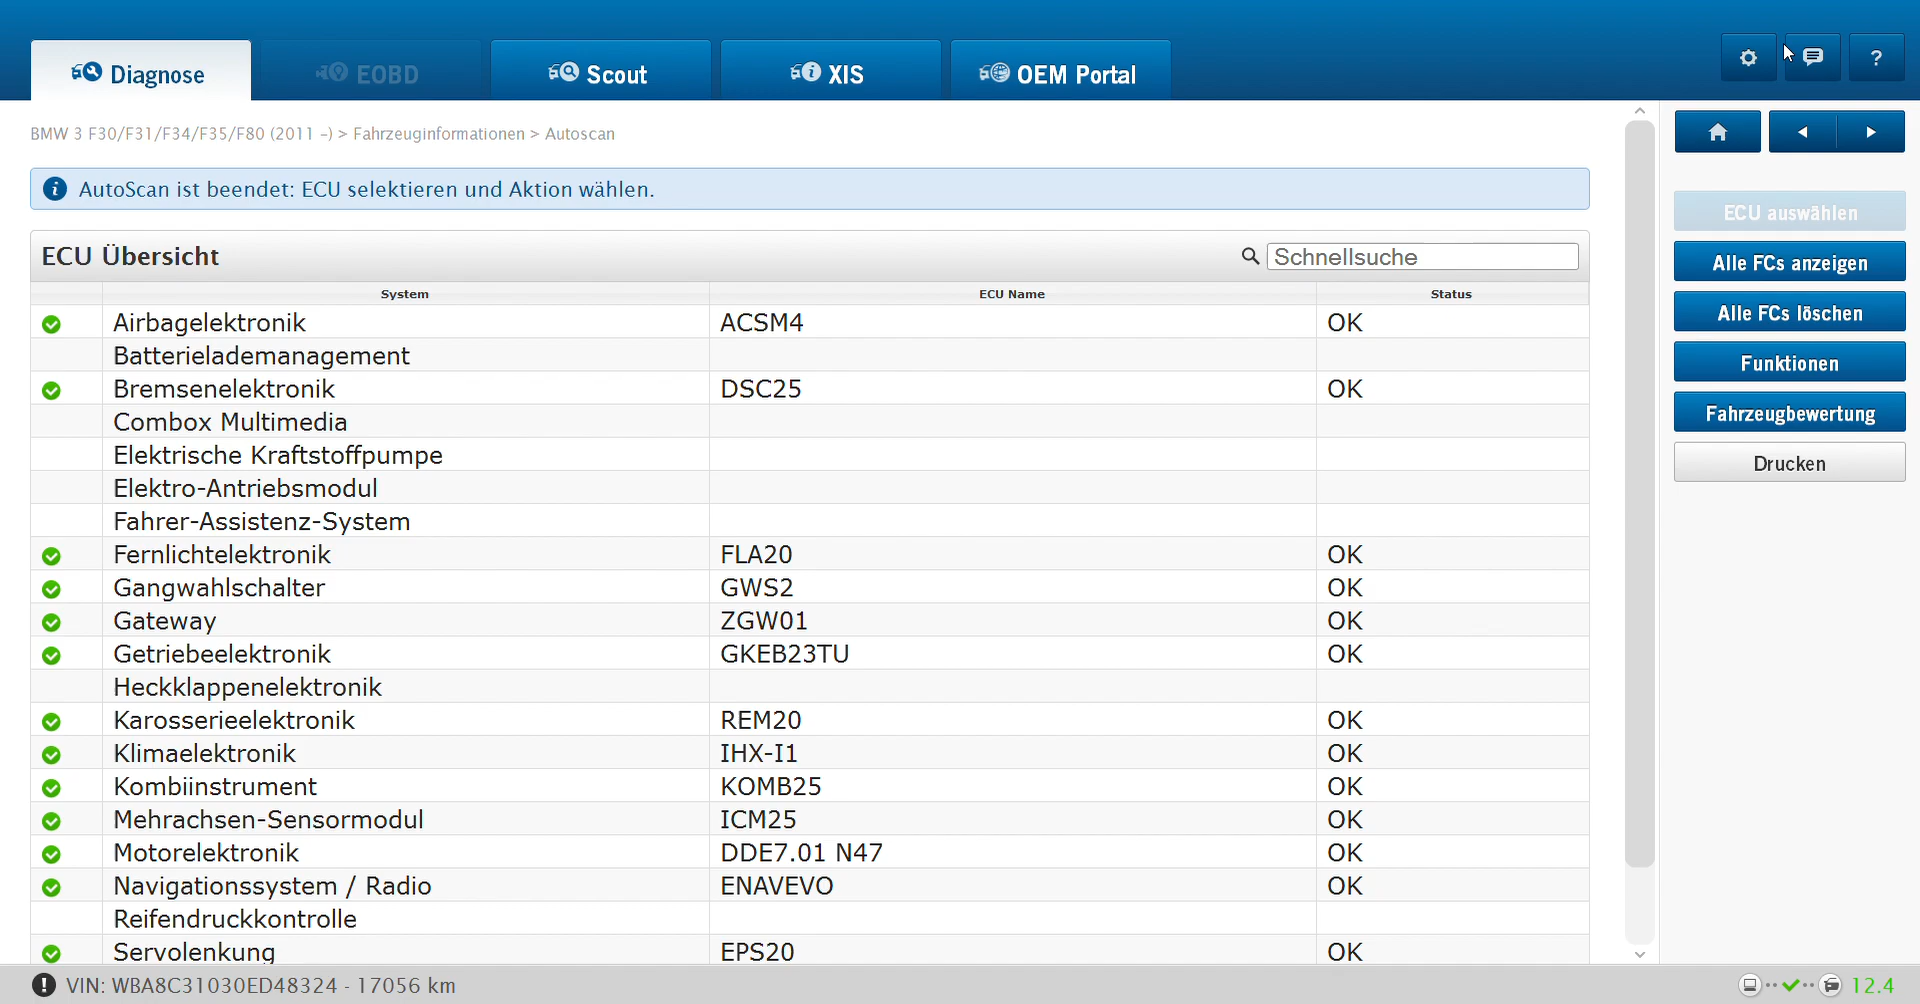 Diagnose
EOBD
Scout
XIS
OEM Portal
?
BMW 3 F30/F31/F34/F35/F80 (2011 -) > Fahrzeuginformationen > Autoscan
AutoScan ist beendet: ECU selektieren und Aktion wählen.
ECU Übersicht
Schnellsuche
System ECU Name Status
Airbagelektronik ACSM4 OK
Batterielademanagement
Bremsenelektronik DSC25 OK
Combox Multimedia
Elektrische Kraftstoffpumpe
Elektro-Antriebsmodul
Fahrer-Assistenz-System
Fernlichtelektronik FLA20 OK
Gangwahlschalter GWS2 OK
Gateway ZGW01 OK
Getriebeelektronik GKEB23TU OK
Heckklappenelektronik
Karosserieelektronik REM20 OK
Klimaelektronik IHX-I1 OK
Kombiinstrument KOMB25 OK
Mehrachsen-Sensormodul ICM25 OK
Motorelektronik DDE7.01 N47 OK
Navigationssystem / Radio ENAVEVO OK
Reifendruckkontrolle
Servolenkung EPS20 OK
ECU auswählen
Alle FCs anzeigen
Alle FCs löschen
Funktionen
Fahrzeugbewertung
Drucken
VIN: WBA8C31030ED48324 - 17056 km
12.4